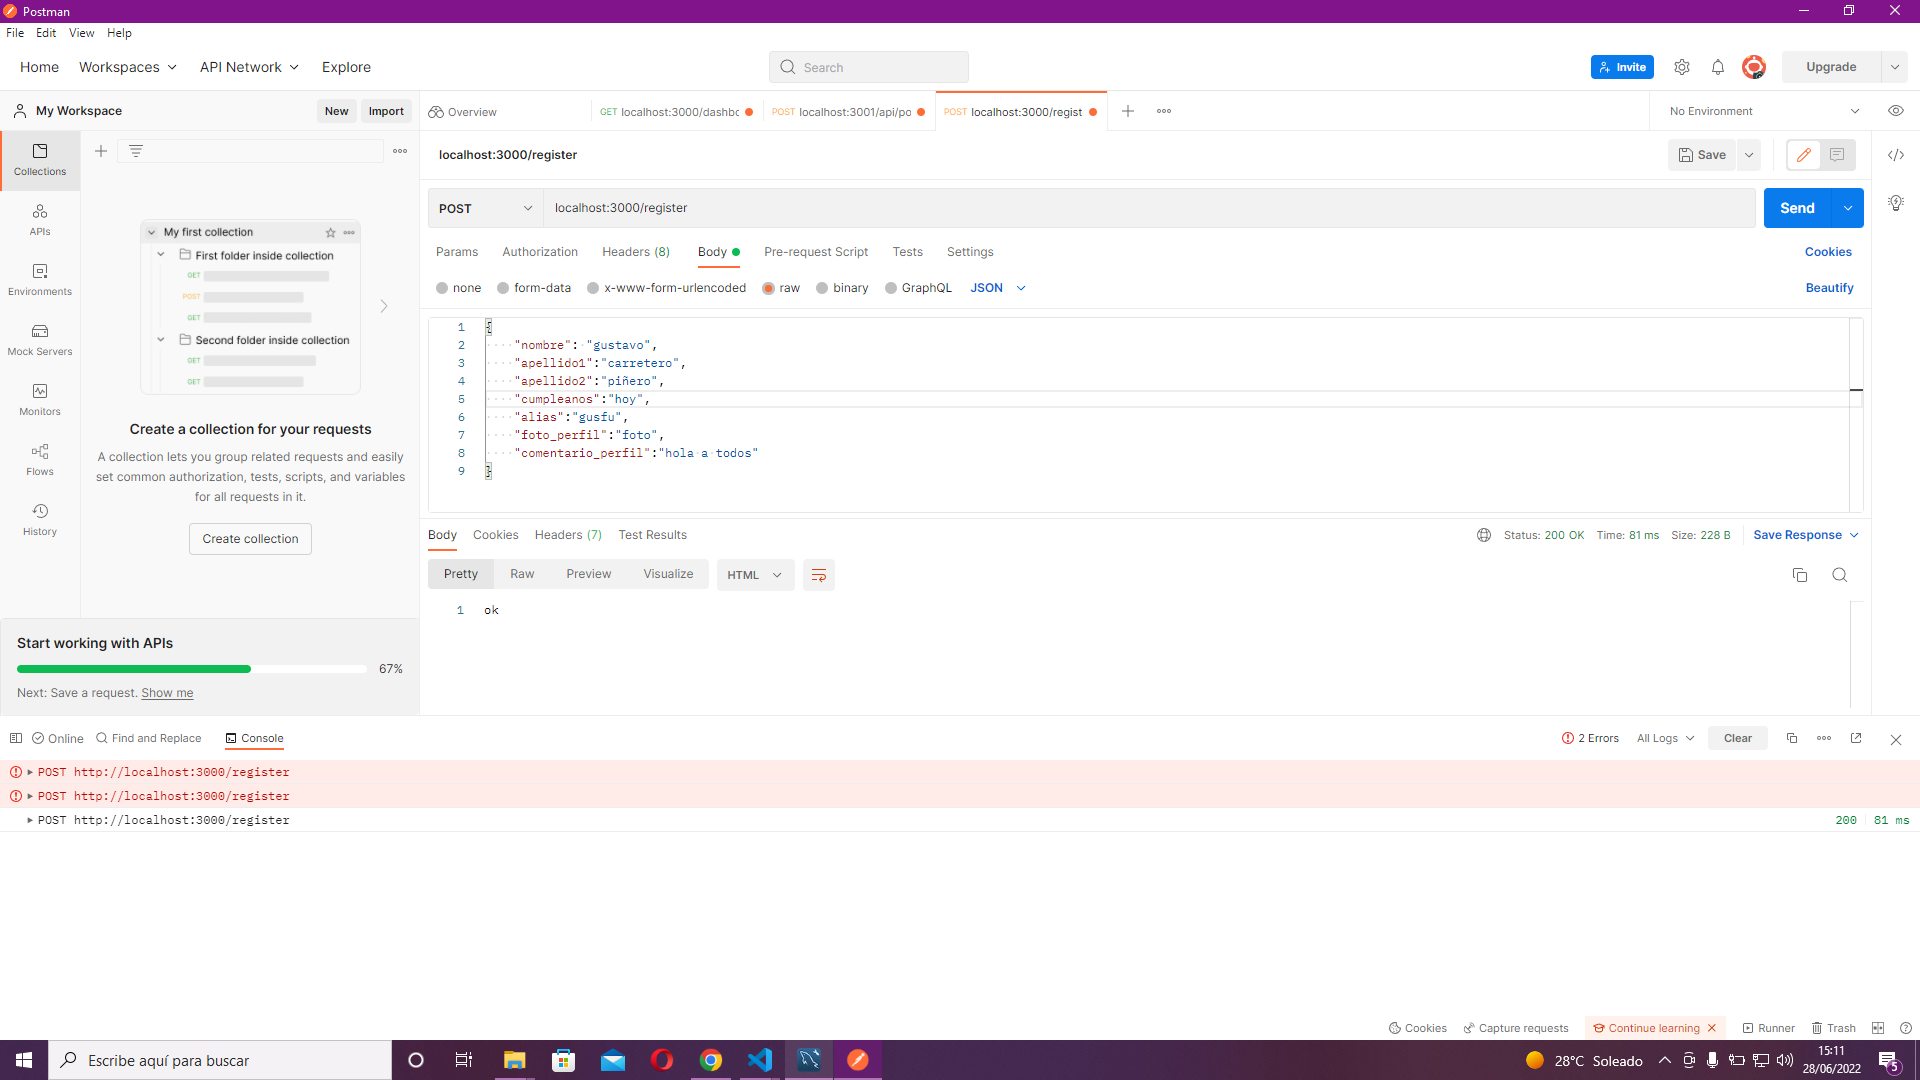 Postman
File Edit View Help
Home Workspaces API Network Explore
Search
Invite
Upgrade
My Workspace
New Import
Overview
GET localhost:3000/dashbc
POST localhost:3001/api/po
POST localhost:3000/regist
No Environment
Collections
APIs
Environments
Mock Servers
Monitors
Flows
History
My first collection
First folder inside collection
GET
POST
GET
Second folder inside collection
GET
GET
Create a collection for your requests
A collection lets you group related requests and easily
set common authorization, tests, scripts, and variables
for all requests in it.
Create collection
Start working with APIs
67%
Next: Save a request. Show me
localhost:3000/register
Save
POST localhost:3000/register
Send
Params Authorization Headers (8) Body Pre-request Script Tests Settings
Cookies
none form-data x-www-form-urlencoded raw binary GraphQL JSON
Beautify
1 {
2 "nombre": "gustavo",
3 "apellido1":"carretero",
4 "apellido2":"piñero",
5 "cumpleanos":"hoy",
6 "alias":"gusfu",
7 "foto_perfil":"foto",
8 "comentario_perfil":"hola a todos"
9 }
Body Cookies Headers (7) Test Results
Status: 200 OK Time: 81 ms Size: 228 B
Save Response
Pretty Raw Preview Visualize HTML
1 ok
Online Find and Replace Console
2 Errors All Logs Clear
POST http://localhost:3000/register
POST http://localhost:3000/register
POST http://localhost:3000/register
200 81 ms
Cookies Capture requests Continue learning Runner Trash
Escribe aquí para buscar
28°C Soleado
15:11
28/06/2022
5